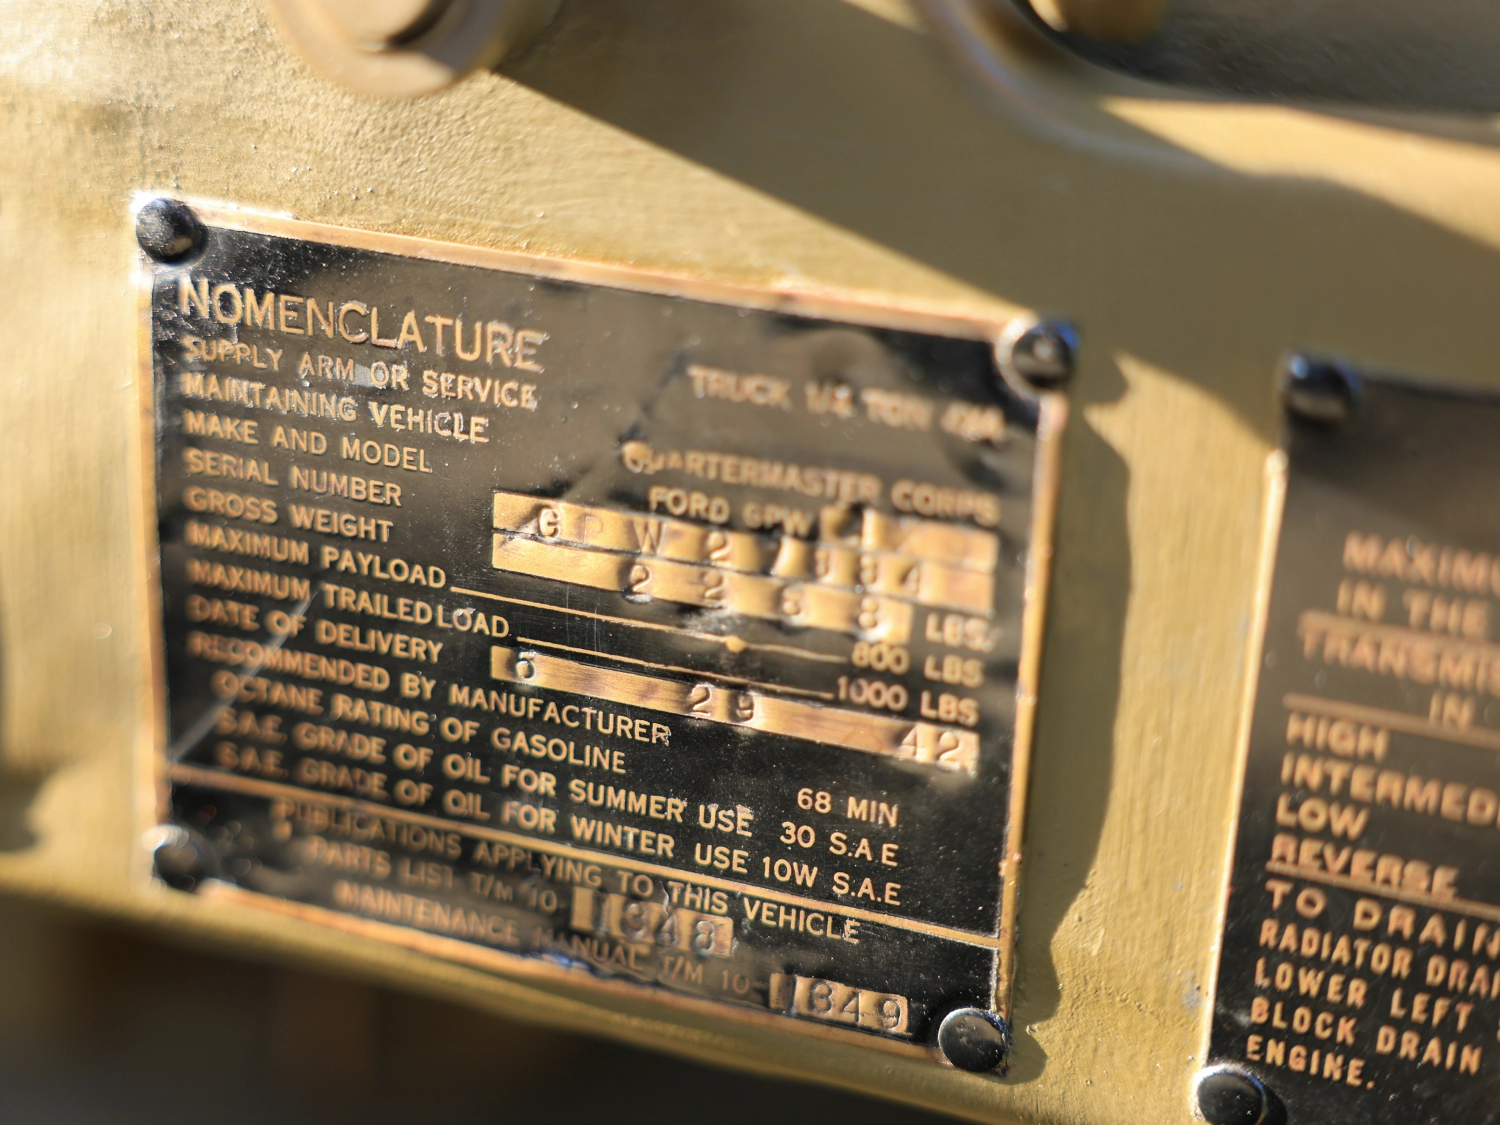 NOMENCLATURE TRUCK 1/4 TON 4X4
SUPPLY ARM OR SERVICE
MAINTAINING VEHICLE QUARTERMASTER CORPS
MAKE AND MODEL FORD GPW
SERIAL NUMBER GPW
GROSS WEIGHT LBS.
MAXIMUM PAYLOAD 800 LBS
MAXIMUM TRAILED LOAD 1000 LBS
DATE OF DELIVERY 29 42
RECOMMENDED BY MANUFACTURER
OCTANE RATING OF GASOLINE 68 MIN
S.A.E. GRADE OF OIL FOR SUMMER USE 30 S.A.E
S.A.E. GRADE OF OIL FOR WINTER USE 10W S.A.E
PUBLICATIONS APPLYING TO THIS VEHICLE
PARTS LIST T/M 10-1348
MAINTENANCE MANUAL T/M 10-1349
IN THE
IN
HIGH
LOW
REVERSE
TO DRAIN
RADIATOR
LOWER LEFT
BLOCK DRAIN
ENGINE.